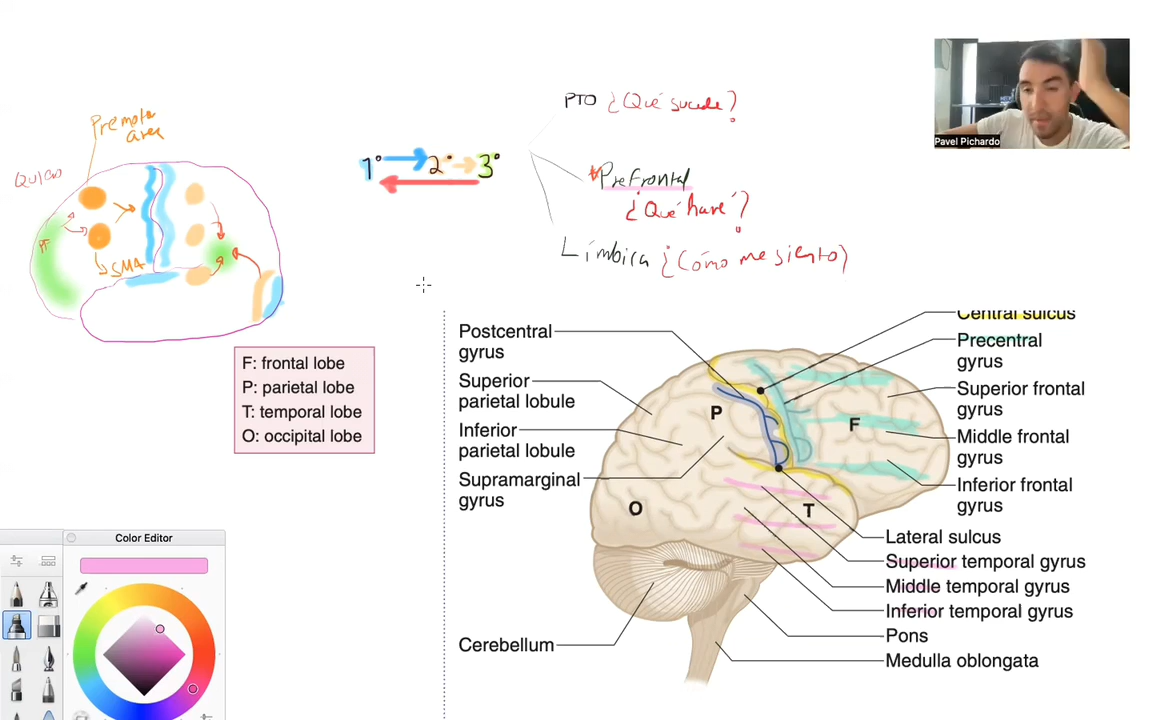 Premotor
area
PF
SMA
1° 2° 3°
PTO ¿Qué sucede?
*Prefrontal
¿Qué haré?
Límbica ¿Cómo me siento?
Pavel Pichardo
F: frontal lobe
P: parietal lobe
T: temporal lobe
O: occipital lobe
Color Editor
Postcentral
gyrus
Superior
parietal lobule
Inferior
parietal lobule
Supramarginal
gyrus
Cerebellum
P
F
O
T
Central sulcus
Precentral
gyrus
Superior frontal
gyrus
Middle frontal
gyrus
Inferior frontal
gyrus
Lateral sulcus
Superior temporal gyrus
Middle temporal gyrus
Inferior temporal gyrus
Pons
Medulla oblongata